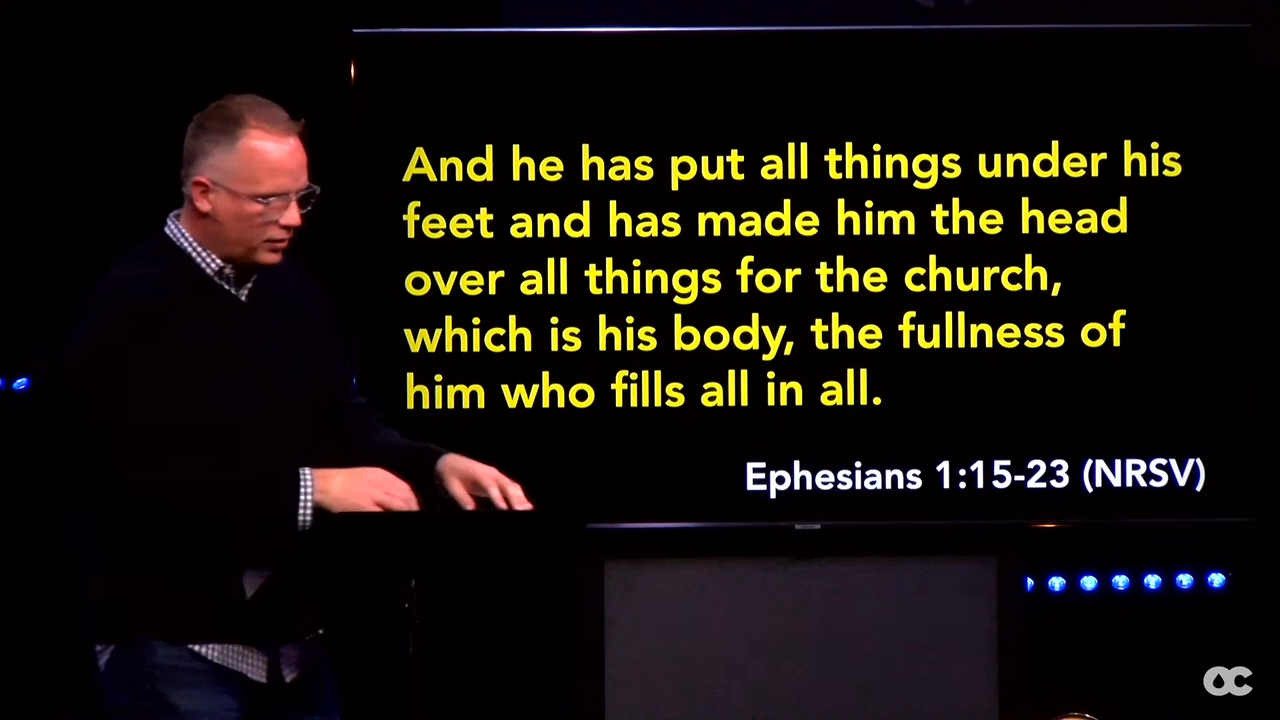 And he has put all things under his
feet and has made him the head
over all things for the church,
which is his body, the fullness of
him who fills all in all.
Ephesians 1:15-23 (NRSV)
OC